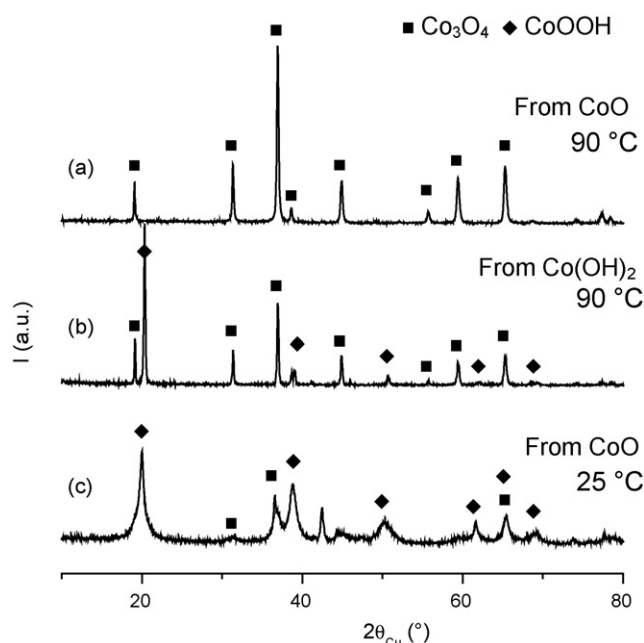 ■ Co₃O₄ ◆ CoOOH
From CoO
90 °C
(a)
From Co(OH)₂
90 °C
(b)
From CoO
25 °C
(c)
I (a.u.)
20 40 60 80
2θCu (°)